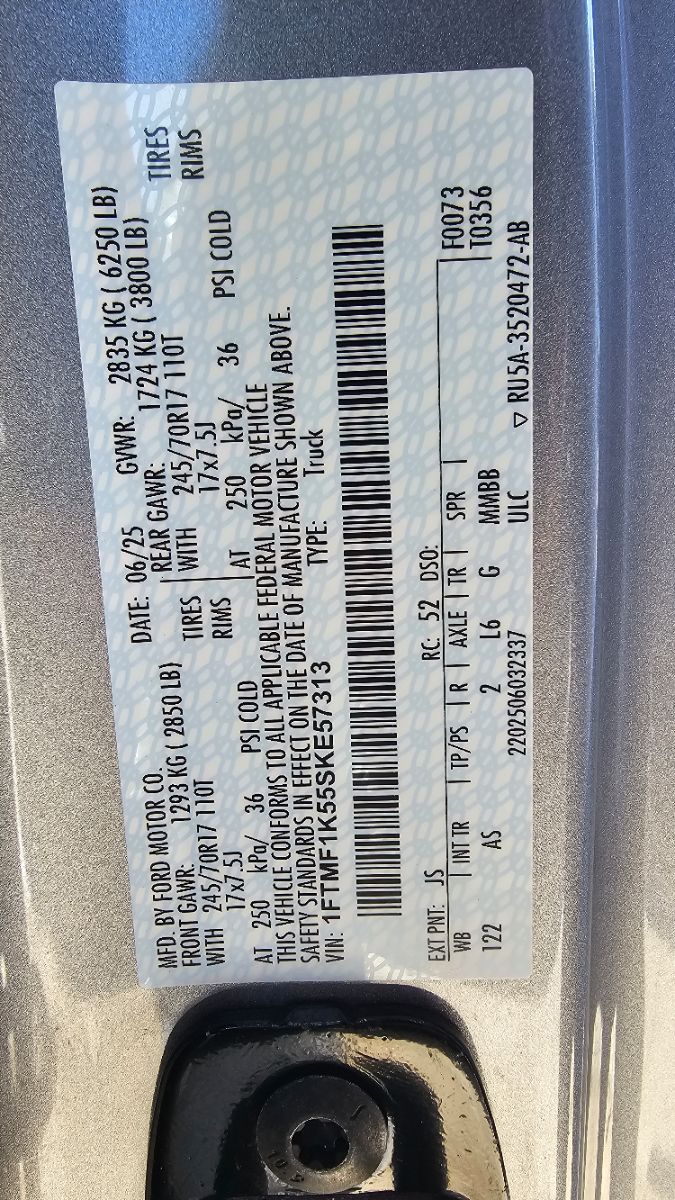 MFD. BY FORD MOTOR CO. DATE: 06/25 GVWR: 2835 KG ( 6250 LB)
FRONT GAWR: 1293 KG ( 2850 LB) REAR GAWR: 1724 KG ( 3800 LB)
WITH 245/70R17 110T TIRES WITH 245/70R17 110T TIRES
17x7.5J RIMS 17x7.5J RIMS
AT 250 kPa/ 36 PSI COLD AT 250 kPa/ 36 PSI COLD
THIS VEHICLE CONFORMS TO ALL APPLICABLE FEDERAL MOTOR VEHICLE
SAFETY STANDARDS IN EFFECT ON THE DATE OF MANUFACTURE SHOWN ABOVE.
VIN: 1FTMF1K55SKE57313 TYPE: Truck
F0073
T0356
EXT PNT: JS RC: 52 DSO:
WB | INT TR | TP/PS | R | AXLE | TR | SPR |
122 AS 2 L6 G MMBB
2202506032337 ULC ▽ RU5A-3520472-AB